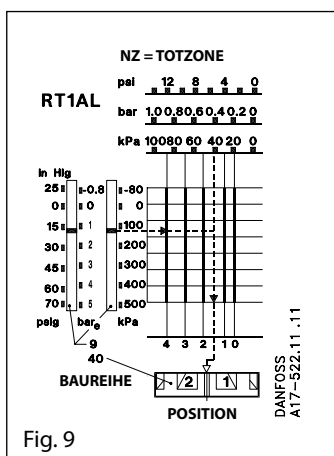 NZ = TOTZONE
psi 12 8 4 0
RT1AL
bar 1.0 0.8 0.6 0.4 0.2 0
kPa 100 80 60 40 20 0
in Hg
25 -0.8 -80
0 0 0
15 1 100
30 2 200
45 3 300
60 4 400
70 5 500
psig bare kPa
4 3 2 1 0
9
40
BAUREIHE
2 1
POSITION
DANFOSS
A17-522.11.11
Fig. 9